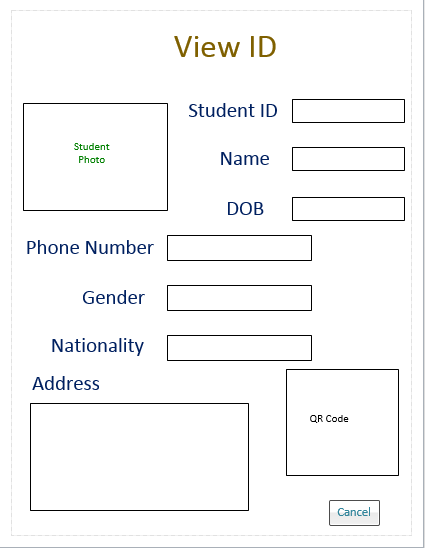 View ID
Student
Photo
Student ID
Name
DOB
Phone Number
Gender
Nationality
Address
QR Code
Cancel